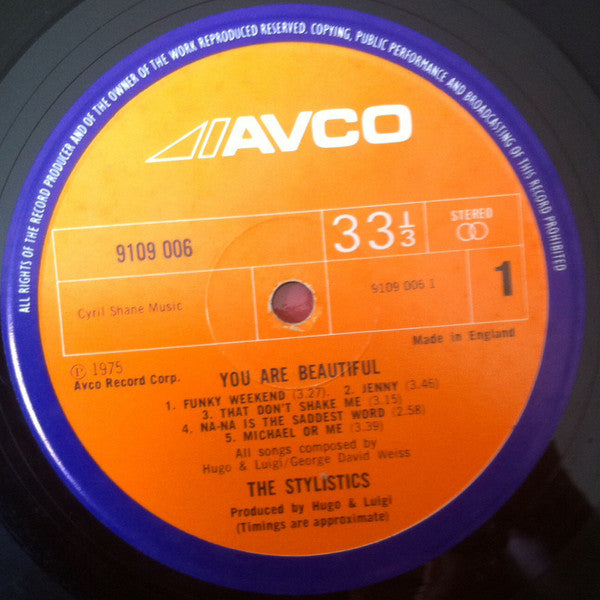 ALL RIGHTS OF THE RECORD PRODUCER AND OF THE OWNER OF THE WORK REPRODUCED RESERVED. COPYING, PUBLIC PERFORMANCE AND BROADCASTING OF THIS RECORD PROHIBITED
AVCO
9109 006
33 1/3
STEREO
Cyril Shane Music
9109 006 1
1
Made in England
Ⓟ 1975
Avco Record Corp.
YOU ARE BEAUTIFUL
1. FUNKY WEEKEND (3.27). 2. JENNY (3.46)
3. THAT DON'T SHAKE ME (3.15)
4. NA-NA IS THE SADDEST WORD (2.58)
5. MICHAEL OR ME (3.39)
All songs composed by
Hugo & Luigi/George David Weiss
THE STYLISTICS
Produced by Hugo & Luigi
(Timings are approximate)